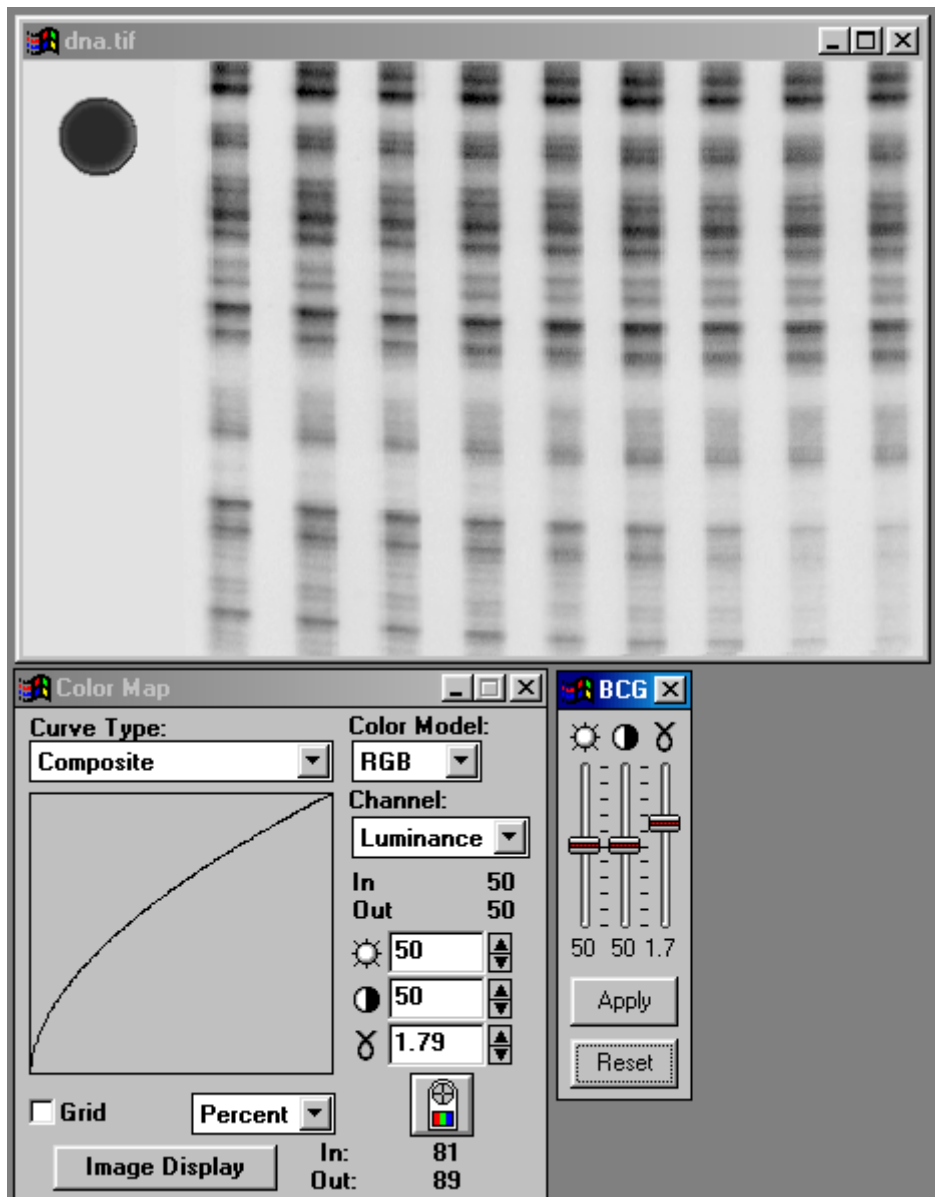 dna.tif
Color Map
Curve Type:
Composite
Color Model:
RGB
Channel:
Luminance
In 50
Out 50
50
50
1.79
Grid
Percent
Image Display
In: 81
Out: 89
BCG
50 50 1.7
Apply
Reset